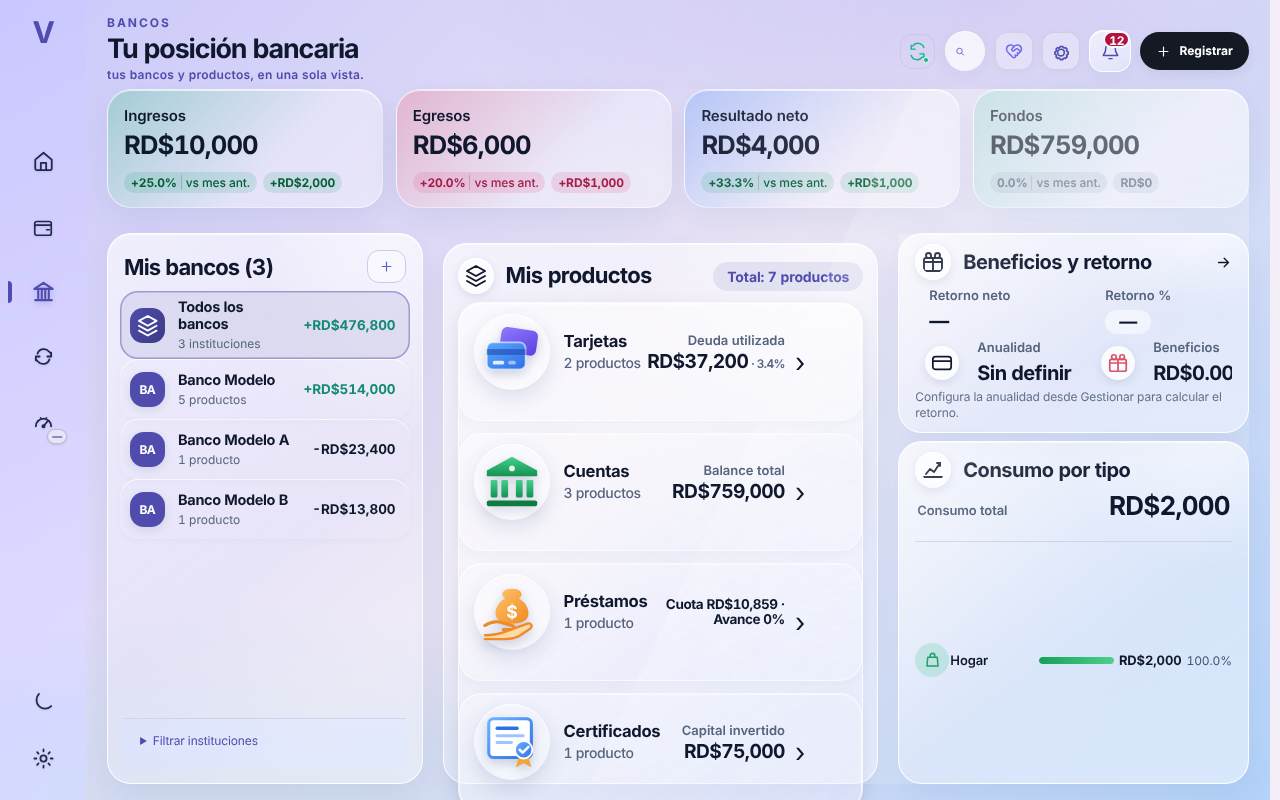 V
BANCOS
Tu posición bancaria
tus bancos y productos, en una sola vista.
12
+ Registrar
Ingresos
RD$10,000
+25.0% vs mes ant. +RD$2,000
Egresos
RD$6,000
+20.0% vs mes ant. +RD$1,000
Resultado neto
RD$4,000
+33.3% vs mes ant. +RD$1,000
Fondos
RD$759,000
0.0% vs mes ant. RD$0
Mis bancos (3)
+
Todos los
bancos
3 instituciones
+RD$476,800
BA
Banco Modelo
5 productos
+RD$514,000
BA
Banco Modelo A
1 producto
-RD$23,400
BA
Banco Modelo B
1 producto
-RD$13,800
Filtrar instituciones
Mis productos
Total: 7 productos
Tarjetas
2 productos
Deuda utilizada
RD$37,200 · 3.4%
Cuentas
3 productos
Balance total
RD$759,000
$
Préstamos
1 producto
Cuota RD$10,859 ·
Avance 0%
Certificados
1 producto
Capital invertido
RD$75,000
Beneficios y retorno
Retorno neto
—
Retorno %
—
Anualidad
Sin definir
Beneficios
RD$0.00
Configura la anualidad desde Gestionar para calcular el
retorno.
Consumo por tipo
Consumo total
RD$2,000
Hogar
RD$2,000 100.0%